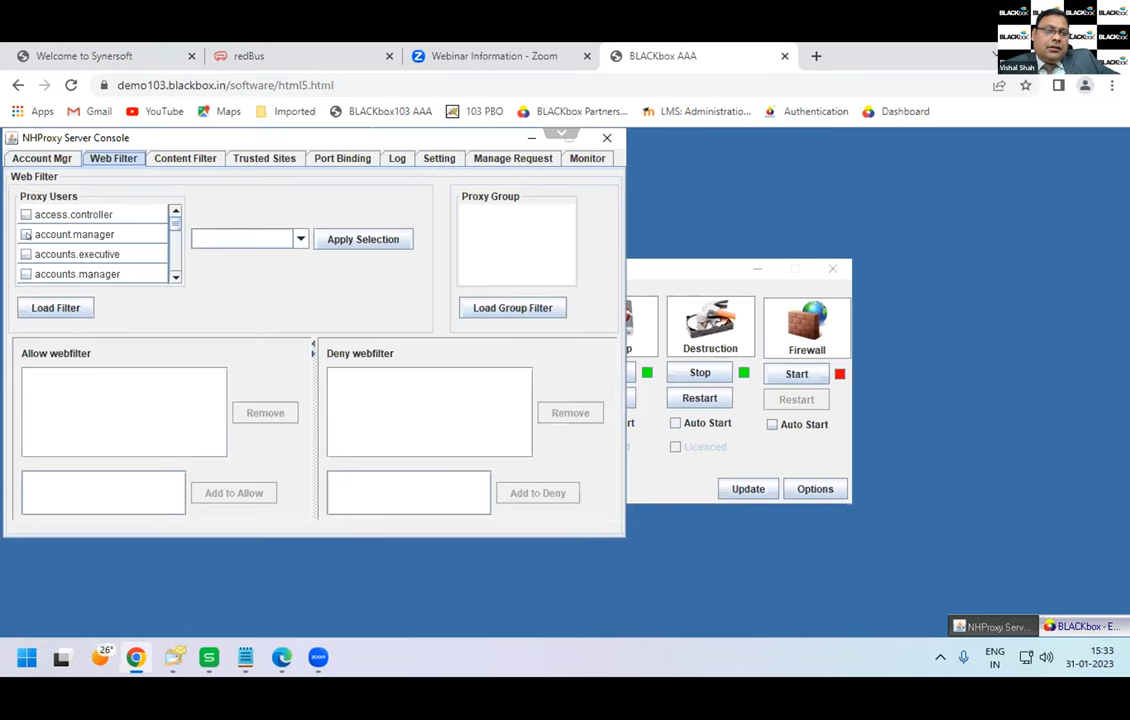 BLACKbox
BLACKbox
BLACKbox
Vishal Shah
Welcome to Synersoft
redBus
Webinar Information - Zoom
BLACKbox AAA
demo103.blackbox.in/software/html5.html
Apps
Gmail
YouTube
Maps
Imported
BLACKbox103 AAA
103 PBO
BLACKbox Partners...
LMS: Administratio...
Authentication
Dashboard
NHProxy Server Console
Account Mgr
Web Filter
Content Filter
Trusted Sites
Port Binding
Log
Setting
Manage Request
Monitor
Web Filter
Proxy Users
Proxy Group
access.controller
account.manager
accounts.executive
accounts.manager
Apply Selection
Load Filter
Load Group Filter
Allow webfilter
Deny webfilter
Remove
Remove
Add to Allow
Add to Deny
Destruction
Firewall
Stop
Start
Restart
Restart
Auto Start
Auto Start
Licenced
Update
Options
NHProxy Serv...
BLACKbox - E...
26°
ENG
IN
15:33
31-01-2023